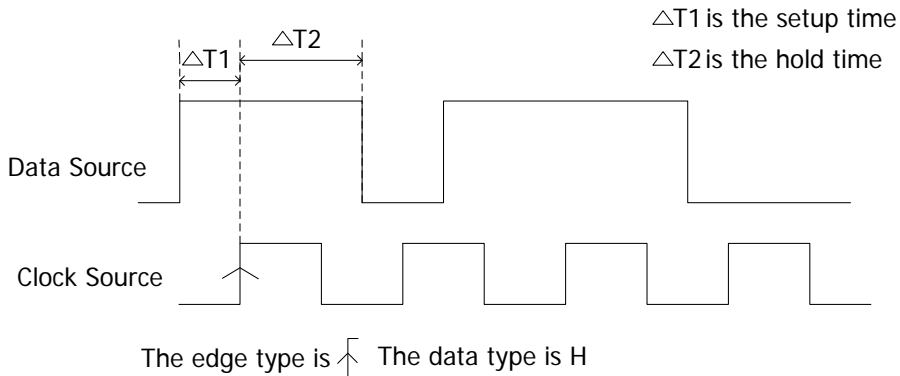 △T1 is the setup time
△T2
△T1
△T2 is the hold time
Data Source
Clock Source
The edge type is The data type is H